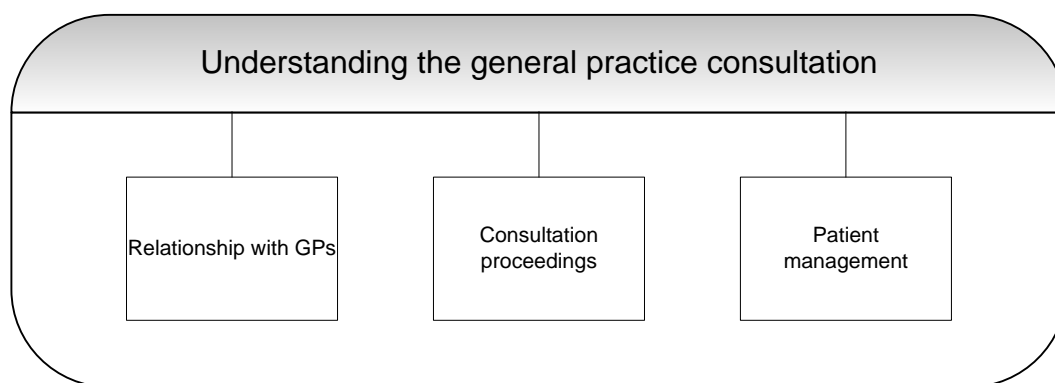 Understanding the general practice consultation
Relationship with GPs
Consultation
proceedings
Patient
management